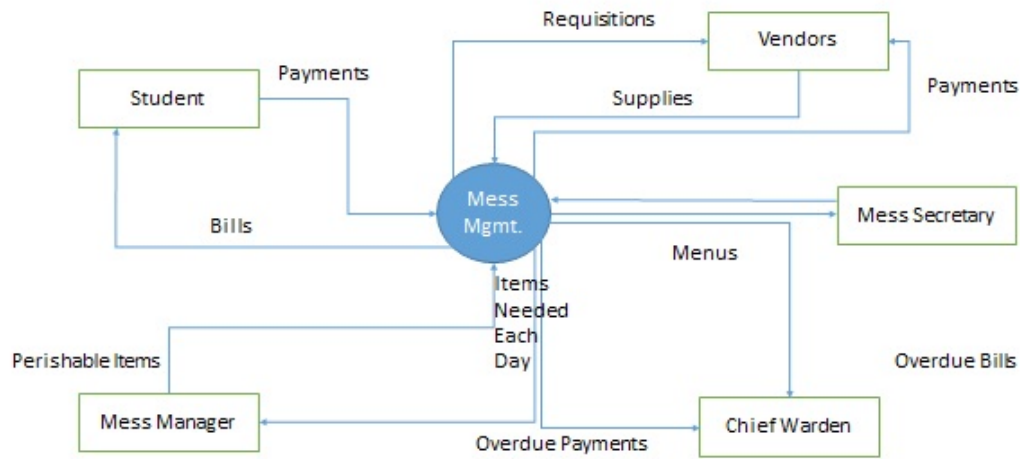 Requisitions
Vendors
Payments
Student
Payments
Supplies
Mess
Mgmt.
Mess Secretary
Bills
Menus
Items
Needed
Each
Day
Perishable Items
Overdue Bills
Mess Manager
Overdue Payments
Chief Warden